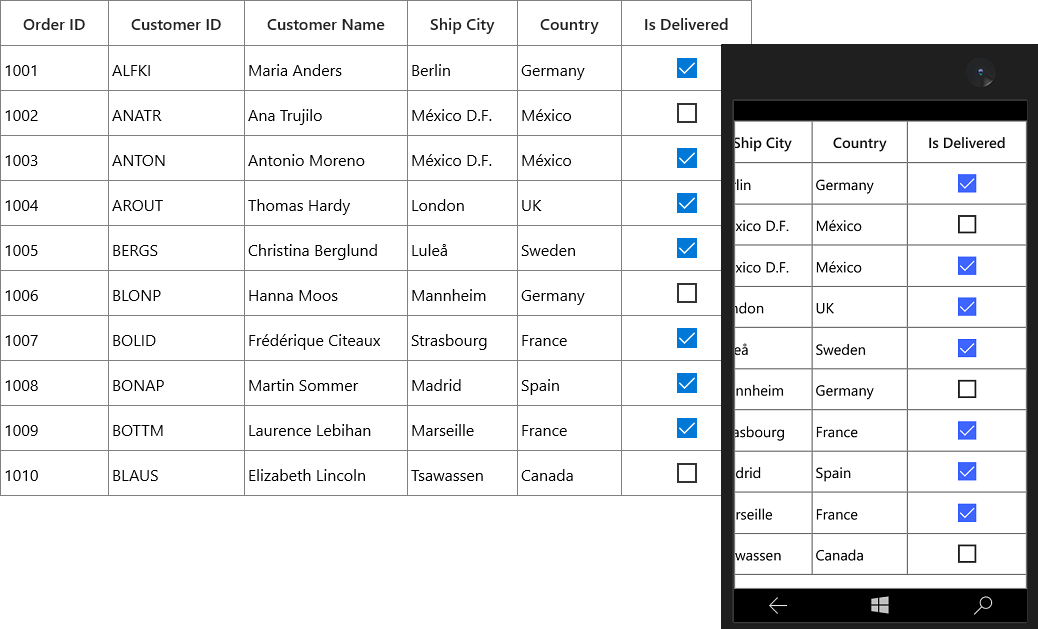 Order ID Customer ID Customer Name Ship City Country Is Delivered
1001 ALFKI Maria Anders Berlin Germany
1002 ANATR Ana Trujilo México D.F. México
1003 ANTON Antonio Moreno México D.F. México
1004 AROUT Thomas Hardy London UK
1005 BERGS Christina Berglund Luleå Sweden
1006 BLONP Hanna Moos Mannheim Germany
1007 BOLID Frédérique Citeaux Strasbourg France
1008 BONAP Martin Sommer Madrid Spain
1009 BOTTM Laurence Lebihan Marseille France
1010 BLAUS Elizabeth Lincoln Tsawassen Canada
Ship City Country Is Delivered
lin Germany
xico D.F. México
xico D.F. México
ndon UK
eå Sweden
nnheim Germany
asbourg France
drid Spain
rseille France
wassen Canada